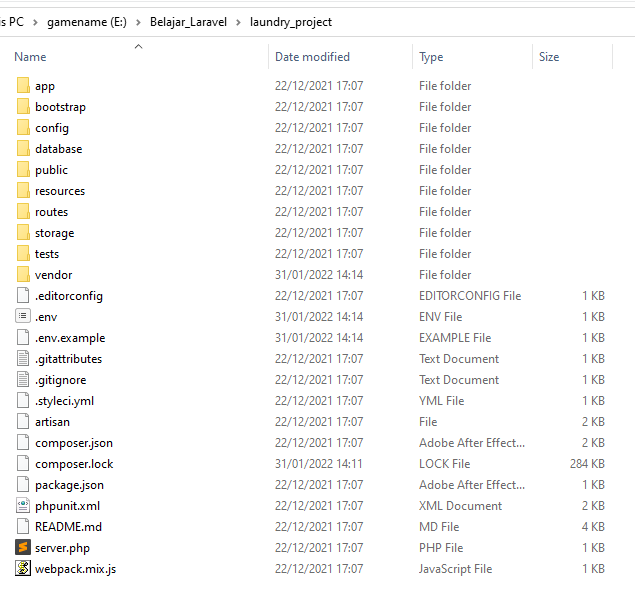 is PC > gamename (E:) > Belajar_Laravel > laundry_project
Name Date modified Type Size
app 22/12/2021 17:07 File folder
bootstrap 22/12/2021 17:07 File folder
config 22/12/2021 17:07 File folder
database 22/12/2021 17:07 File folder
public 22/12/2021 17:07 File folder
resources 22/12/2021 17:07 File folder
routes 22/12/2021 17:07 File folder
storage 22/12/2021 17:07 File folder
tests 22/12/2021 17:07 File folder
vendor 31/01/2022 14:14 File folder
.editorconfig 22/12/2021 17:07 EDITORCONFIG File 1 KB
.env 31/01/2022 14:14 ENV File 1 KB
.env.example 31/01/2022 14:14 EXAMPLE File 1 KB
.gitattributes 22/12/2021 17:07 Text Document 1 KB
.gitignore 22/12/2021 17:07 Text Document 1 KB
.styleci.yml 22/12/2021 17:07 YML File 1 KB
artisan 22/12/2021 17:07 File 2 KB
composer.json 22/12/2021 17:07 Adobe After Effect... 2 KB
composer.lock 31/01/2022 14:11 LOCK File 284 KB
package.json 22/12/2021 17:07 Adobe After Effect... 1 KB
phpunit.xml 22/12/2021 17:07 XML Document 2 KB
README.md 22/12/2021 17:07 MD File 4 KB
server.php 22/12/2021 17:07 PHP File 1 KB
webpack.mix.js 22/12/2021 17:07 JavaScript File 1 KB